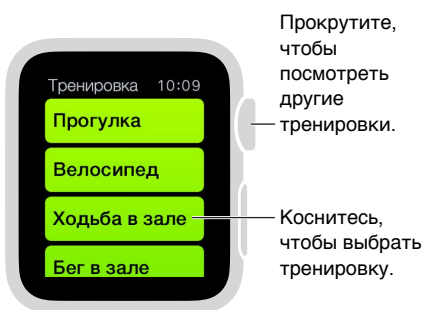 Прокрутите,
чтобы
посмотреть
другие
тренировки.
Тренировка 10:09
Прогулка
Велосипед
Ходьба в зале
Бег в зале
Коснитесь,
чтобы выбрать
тренировку.